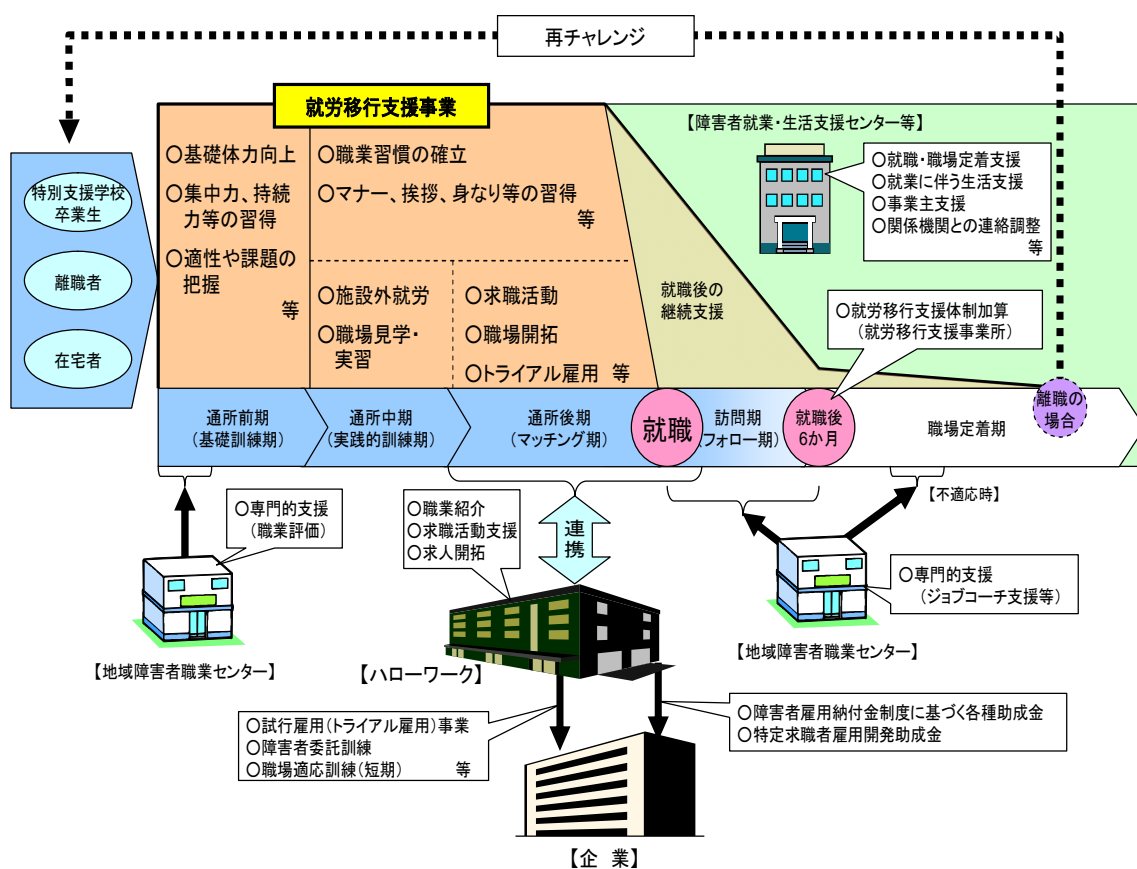 再チャレンジ
就労移行支援事業
【障害者就業・生活支援センター等】
特別支援学校
卒業生
離職者
在宅者
○基礎体力向上
○集中力、持続
力等の習得
○適性や課題の
把握
等
○職業習慣の確立
○マナー、挨拶、身なり等の習得
等
○施設外就労
○職場見学・
実習
○求職活動
○職場開拓
○トライアル雇用 等
就職後の
継続支援
○就職・職場定着支援
○就業に伴う生活支援
○事業主支援
○関係機関との連絡調整
等
○就労移行支援体制加算
(就労移行支援事業所)
通所前期
(基礎訓練期)
通所中期
(実践的訓練期)
通所後期
(マッチング期)
就職
訪問期
(フォロー期)
就職後
6か月
職場定着期
離職の
場合
○専門的支援
(職業評価)
【地域障害者職業センター】
○職業紹介
○求職活動支援
○求人開拓
連携
【ハローワーク】
【不適応時】
○専門的支援
(ジョブコーチ支援等)
【地域障害者職業センター】
○試行雇用(トライアル雇用)事業
○障害者委託訓練
○職場適応訓練(短期) 等
○障害者雇用納付金制度に基づく各種助成金
○特定求職者雇用開発助成金
【企 業】